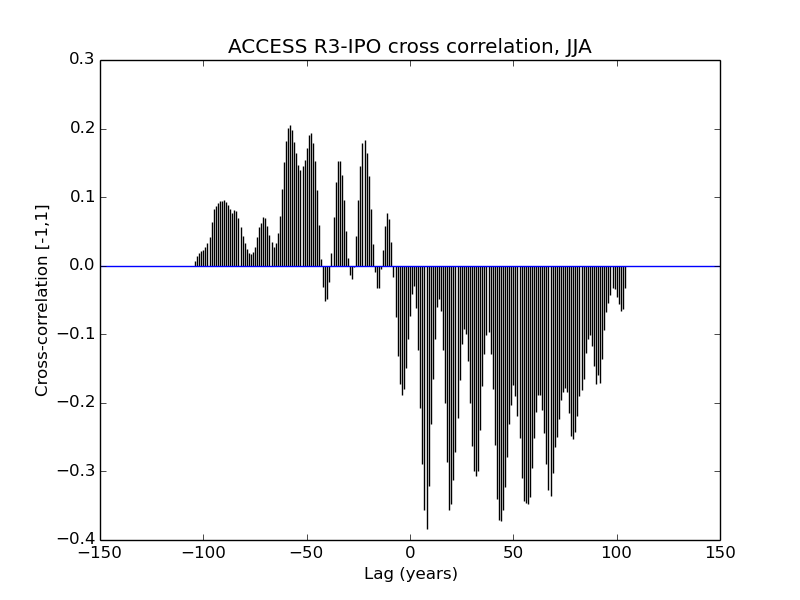 ACCESS R3-IPO cross correlation, JJA
0.3
0.2
0.1
0.0
−0.1
−0.2
−0.3
−0.4
Cross-correlation [-1,1]
−150 −100 −50 0 50 100 150
Lag (years)